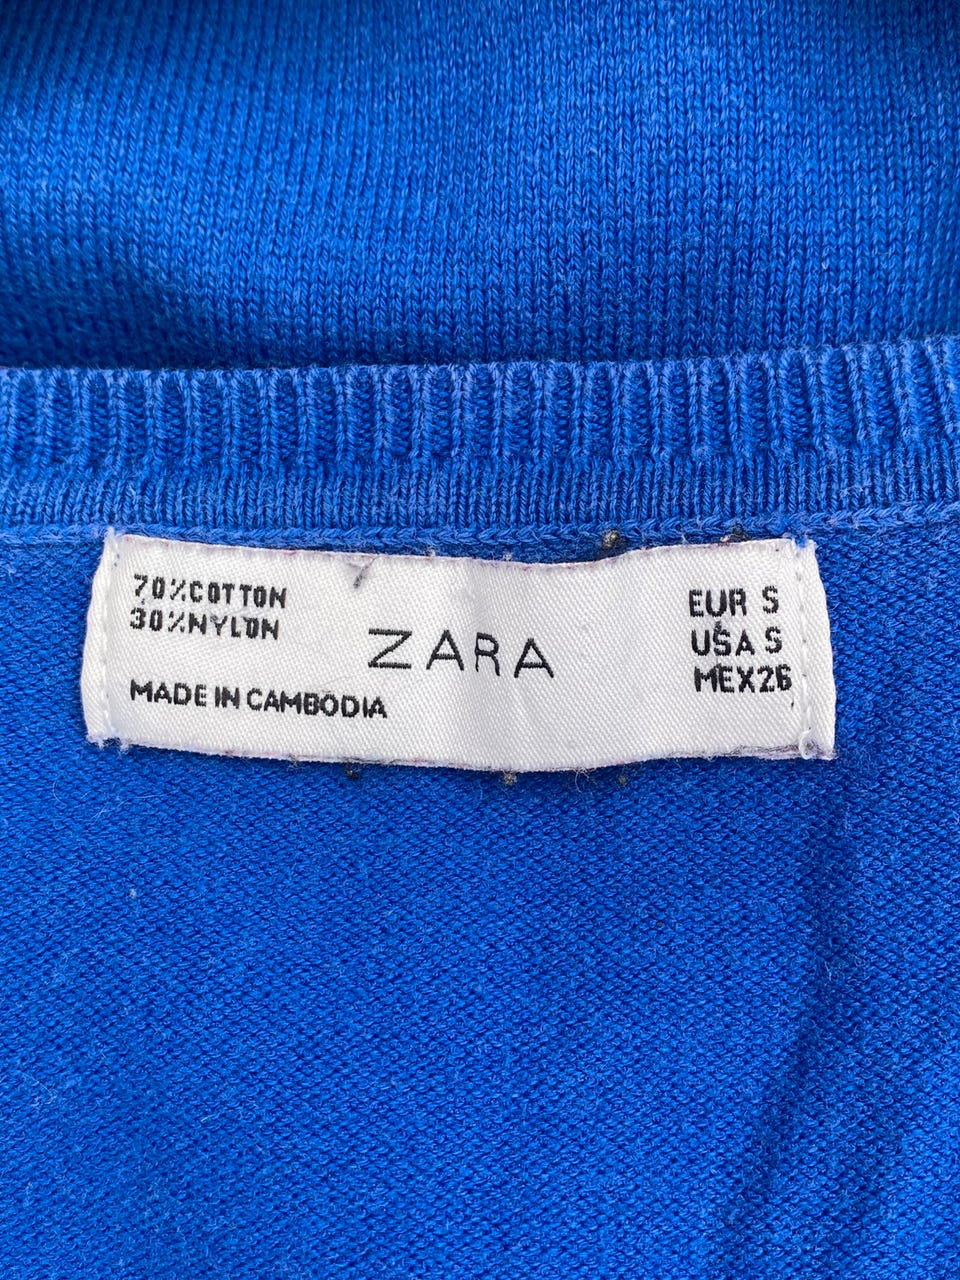 70%COTTON
30%NYLON
MADE IN CAMBODIA
ZARA
EUR S
USA S
MEX26